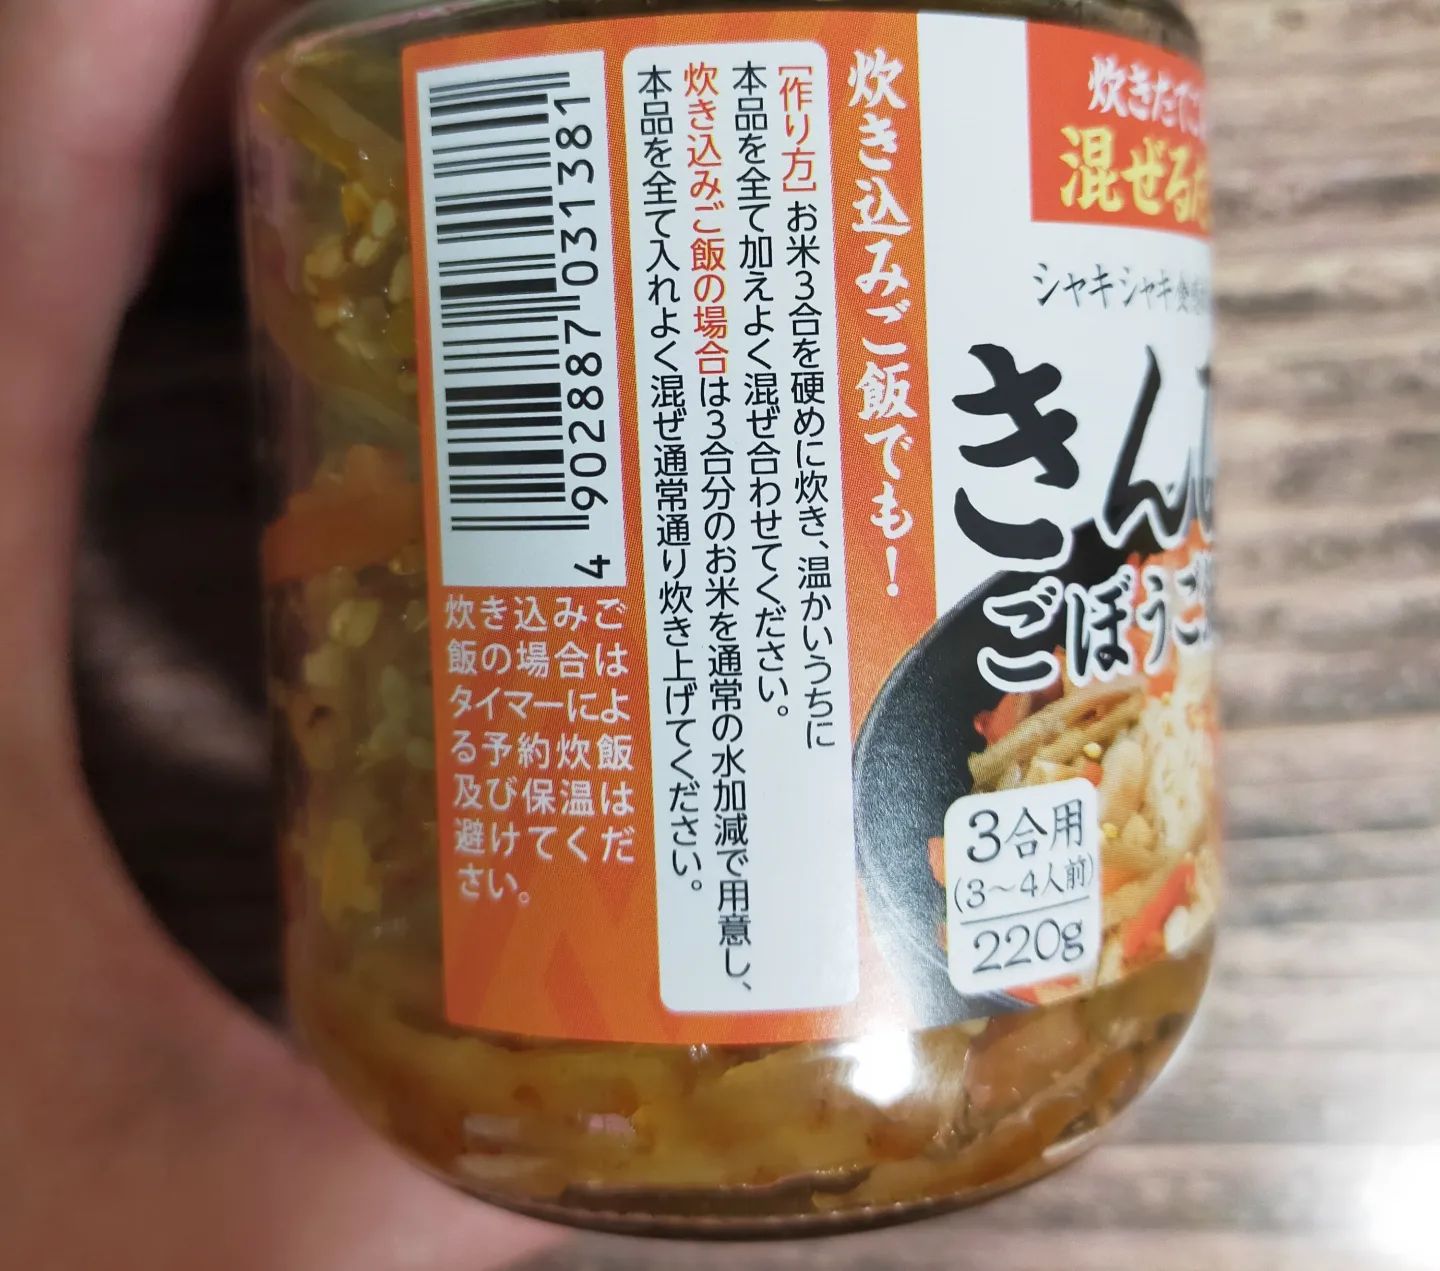 炊きたてご
混ぜるだ
シャキシャキ食感
きんぴ
ごぼうご
3合用
(3〜4人前)
220g
炊き込みご飯でも!
[作り方]お米3合を硬めに炊き、温かいうちに
本品を全て加えよく混ぜ合わせてください。
炊き込みご飯の場合は3合分のお米を通常の水加減で用意し、
本品を全て入れよく混ぜ通常通り炊き上げてください。
4 902887 031381
炊き込みご
飯の場合は
タイマーによ
る予約炊飯
及び保温は
避けてくだ
さい。